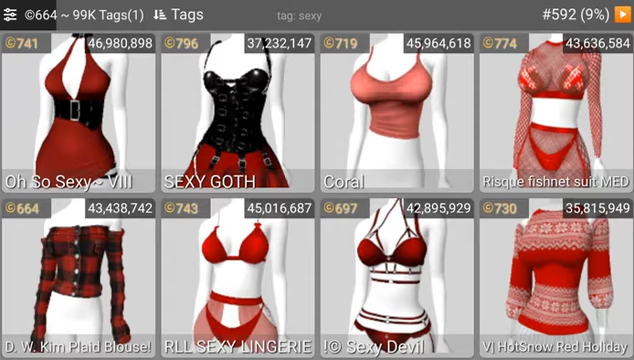 ©664 ~ 99K Tags(1) Tags tag: sexy #592 (9%)
©741 46,980,898
©796 37,232,147
©719 45,964,618
©774 43,636,584
Oh So Sexy ~ VIII
SEXY GOTH
Coral
Risque fishnet suit MED
©664 43,438,742
©743 45,016,687
©697 42,895,929
©730 35,815,949
D. W. Kim Plaid Blouse!
RLL SEXY LINGERIE
!© Sexy Devil
V| HotSnow Red Holiday